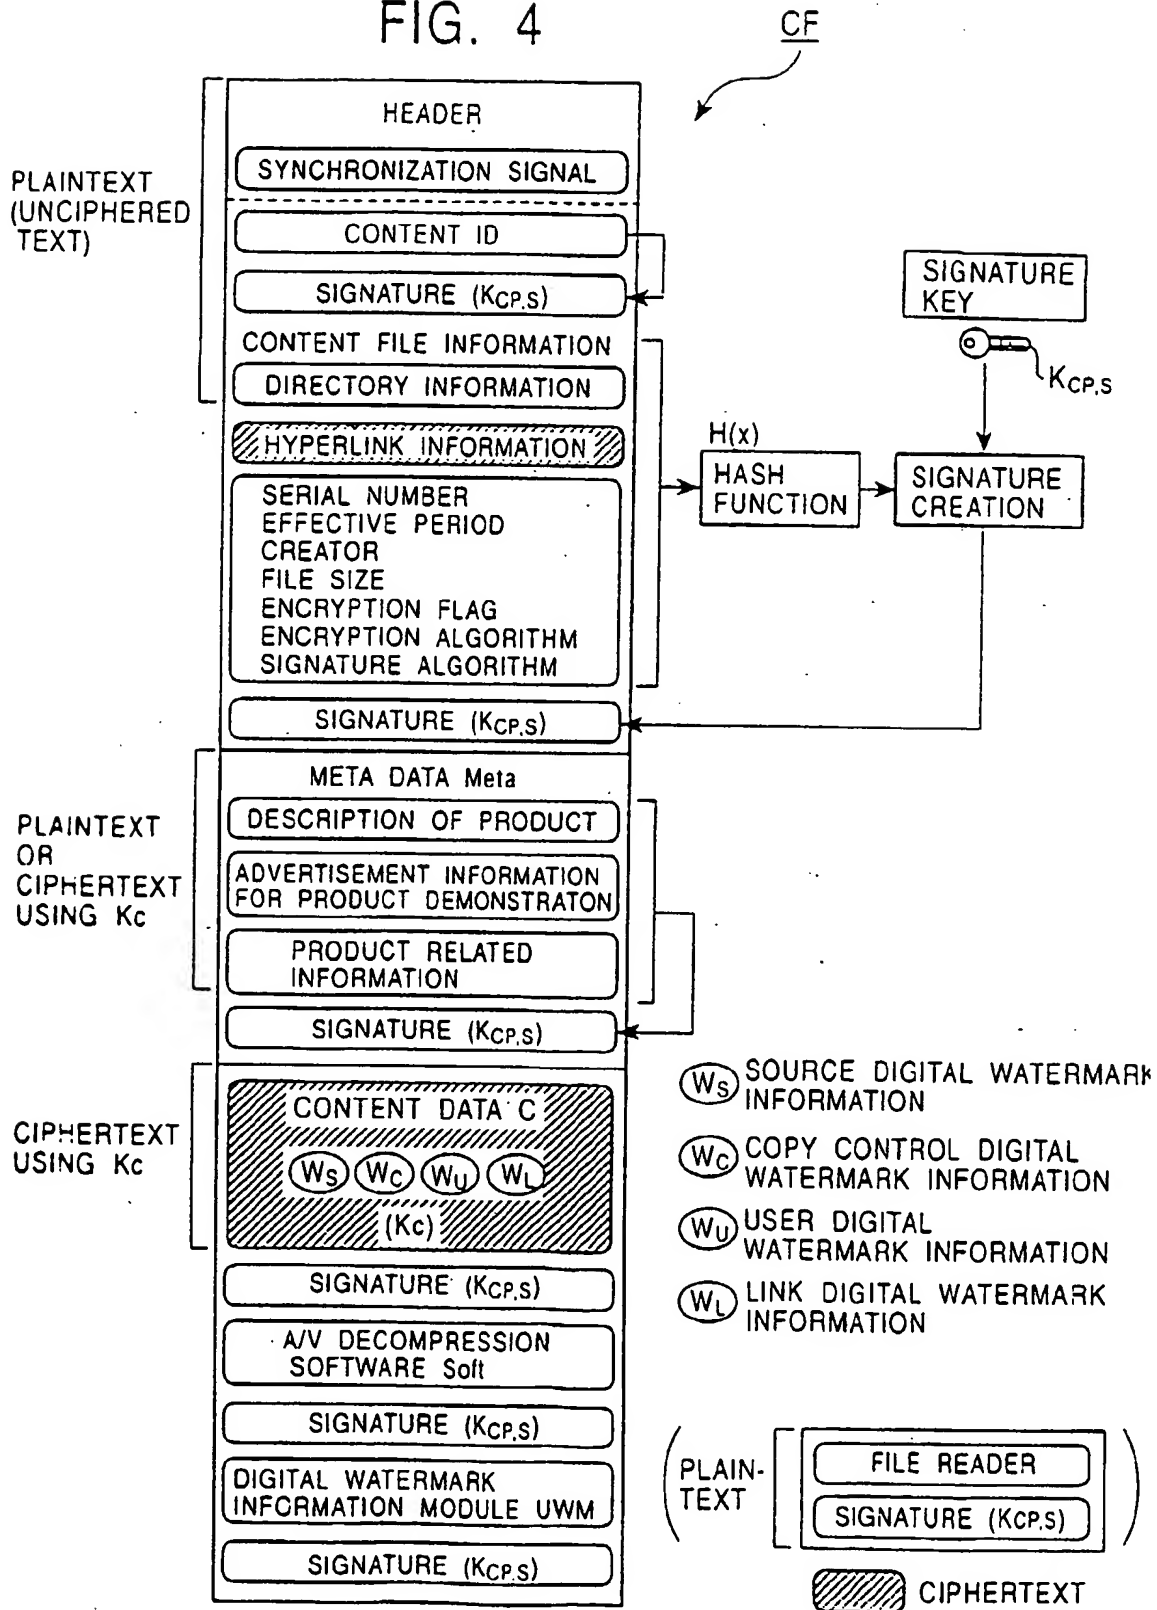 FIG. 4
CF
HEADER
SYNCHRONIZATION SIGNAL
PLAINTEXT
(UNCIPHERED
TEXT)
CONTENT ID
SIGNATURE (KCP,S)
CONTENT FILE INFORMATION
DIRECTORY INFORMATION
HYPERLINK INFORMATION
SERIAL NUMBER
EFFECTIVE PERIOD
CREATOR
FILE SIZE
ENCRYPTION FLAG
ENCRYPTION ALGORITHM
SIGNATURE ALGORITHM
SIGNATURE (KCP,S)
SIGNATURE
KEY
KCP,S
H(x)
HASH
FUNCTION
SIGNATURE
CREATION
META DATA Meta
DESCRIPTION OF PRODUCT
ADVERTISEMENT INFORMATION
FOR PRODUCT DEMONSTRATON
PRODUCT RELATED
INFORMATION
SIGNATURE (KCP,S)
PLAINTEXT
OR
CIPHERTEXT
USING Kc
CIPHERTEXT
USING Kc
CONTENT DATA C
WS WC WU WL
(Kc)
SIGNATURE (KCP,S)
A/V DECOMPRESSION
SOFTWARE Soft
SIGNATURE (KCP,S)
DIGITAL WATERMARK
INFORMATION MODULE UWM
SIGNATURE (KCP,S)
WS SOURCE DIGITAL WATERMARK
INFORMATION
WC COPY CONTROL DIGITAL
WATERMARK INFORMATION
WU USER DIGITAL
WATERMARK INFORMATION
WL LINK DIGITAL WATERMARK
INFORMATION
PLAIN-
TEXT
FILE READER
SIGNATURE (KCP,S)
CIPHERTEXT